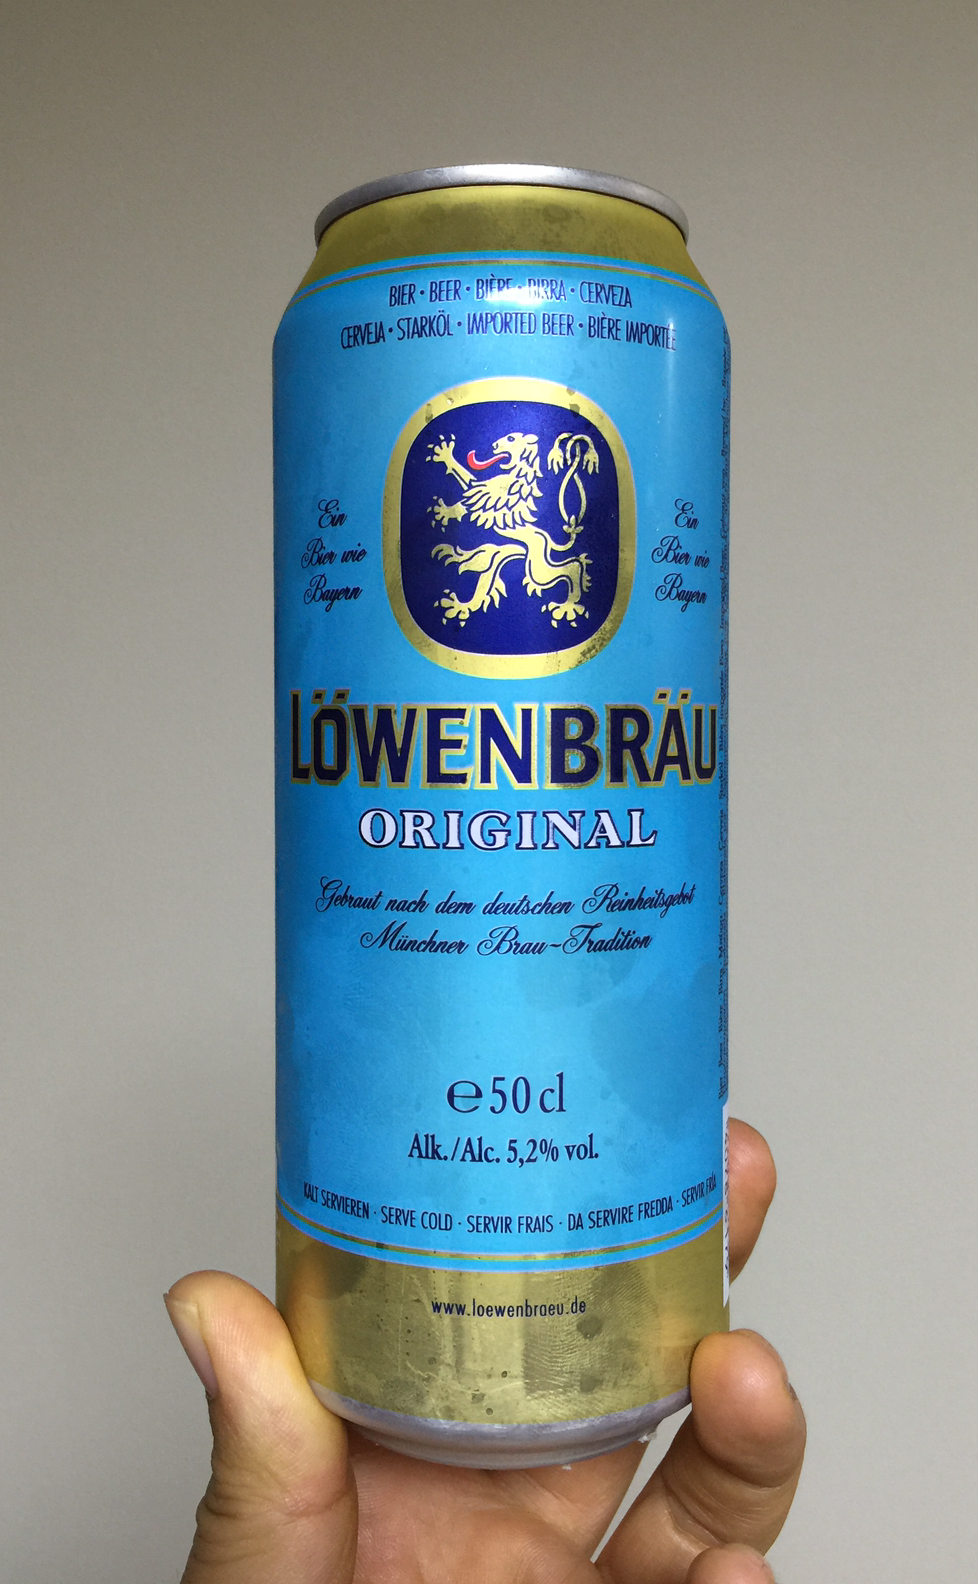 BIER · BEER · BIÈRE · BIRRA · CERVEZA
CERVEJA · STARKÖL · IMPORTED BEER · BIÈRE IMPORTÉE
Ein
Bier wie
Bayern
Ein
Bier wie
Bayern
LÖWENBRÄU
ORIGINAL
Gebraut nach dem deutschen Reinheitsgebot
Münchner Brau-Tradition
℮ 50 cl
Alk./Alc. 5,2% vol.
KALT SERVIEREN · SERVE COLD · SERVIR FRAIS · DA SERVIRE FREDDA · SERVIR FRÍA
www.loewenbraeu.de